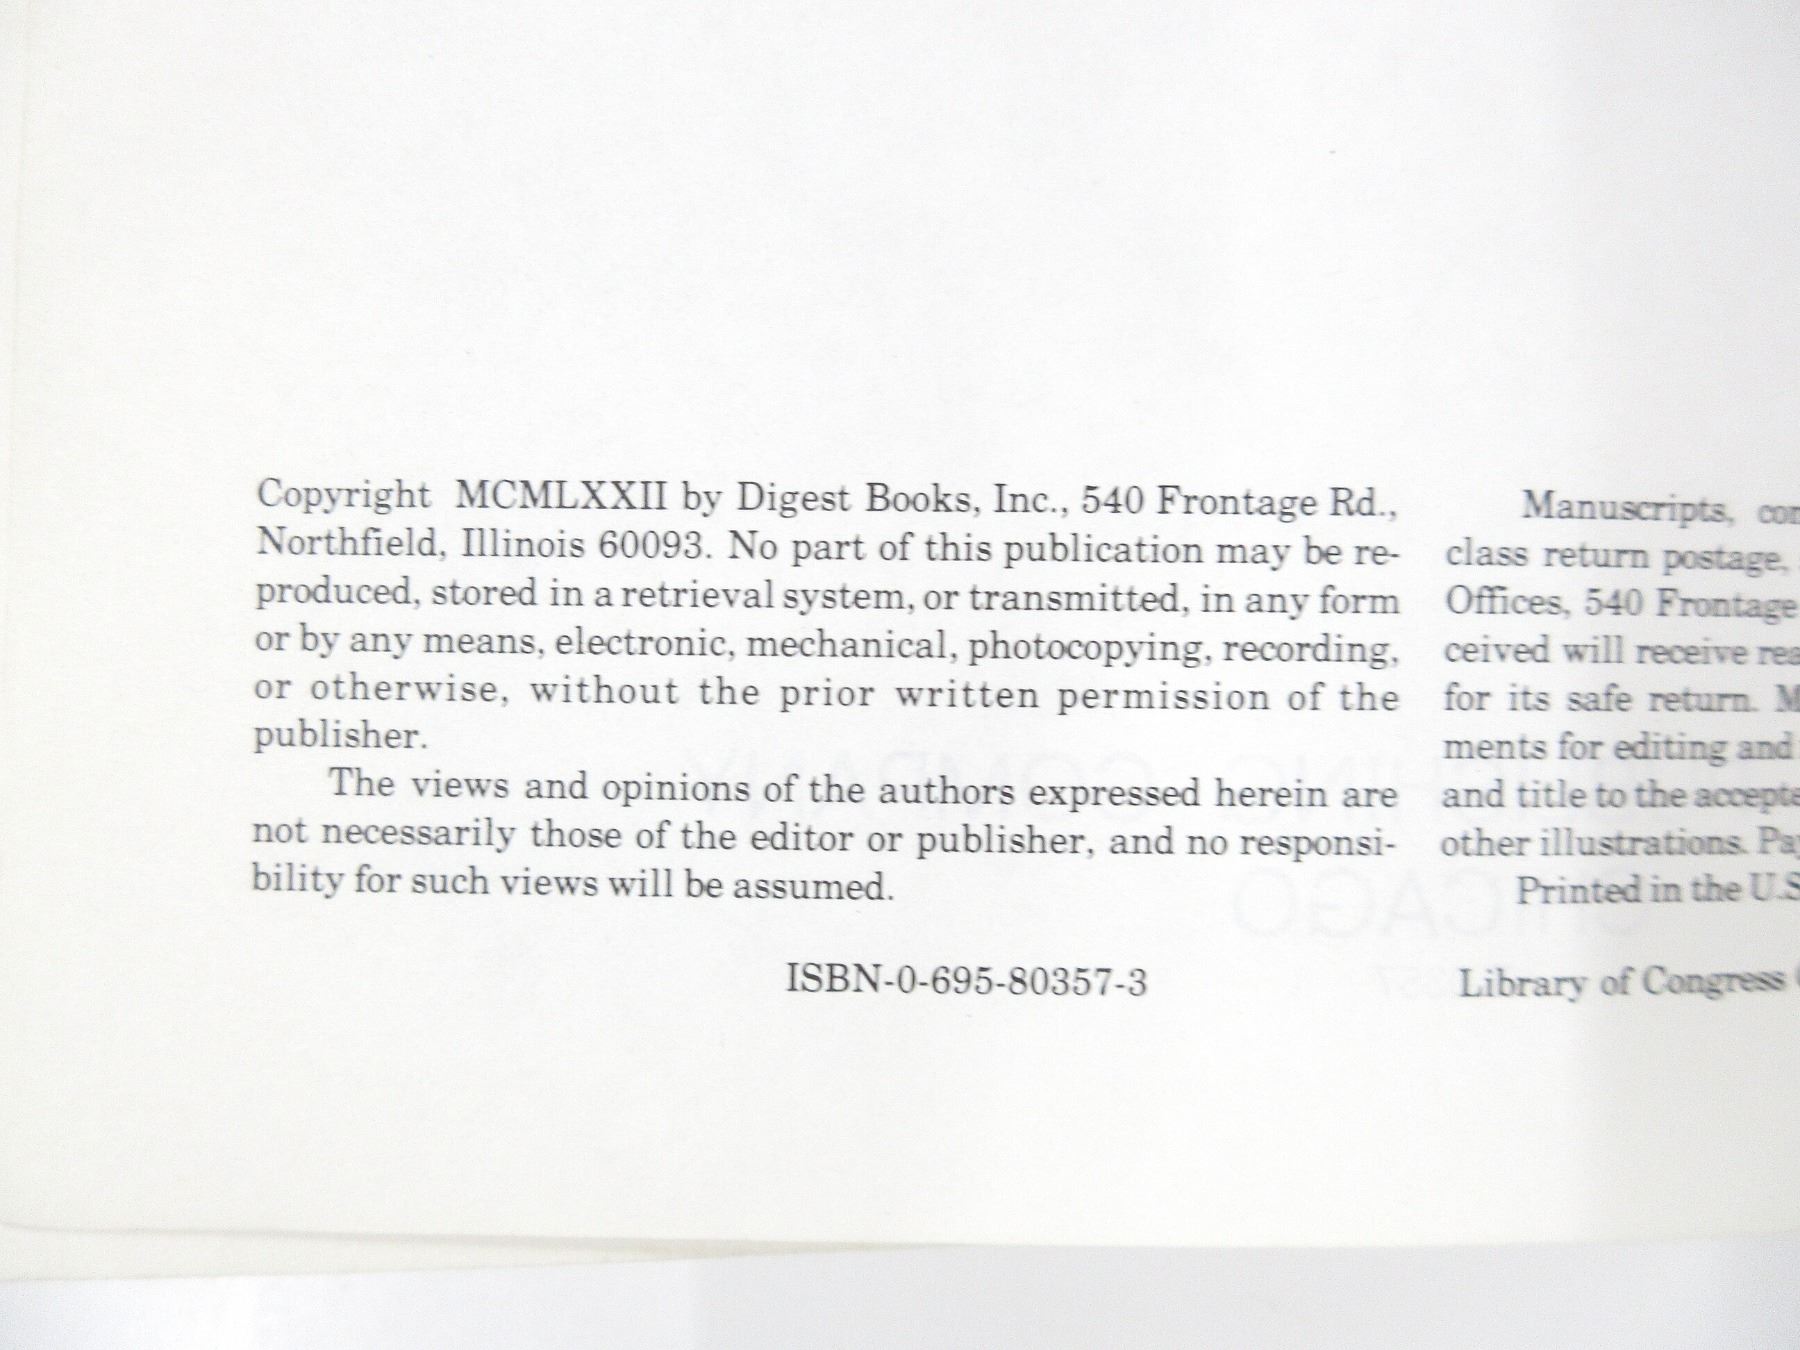 Copyright MCMLXXII by Digest Books, Inc., 540 Frontage Rd.,
Northfield, Illinois 60093. No part of this publication may be re-
produced, stored in a retrieval system, or transmitted, in any form
or by any means, electronic, mechanical, photocopying, recording,
or otherwise, without the prior written permission of the
publisher.
The views and opinions of the authors expressed herein are
not necessarily those of the editor or publisher, and no responsi-
bility for such views will be assumed.
ISBN-0-695-80357-3
Manuscripts,
class return postage,
Offices, 540 Frontage
ceived will receive
for its safe return.
ments for editing and
and title to the
other illustrations.
Printed in the U.S
Library of Congress